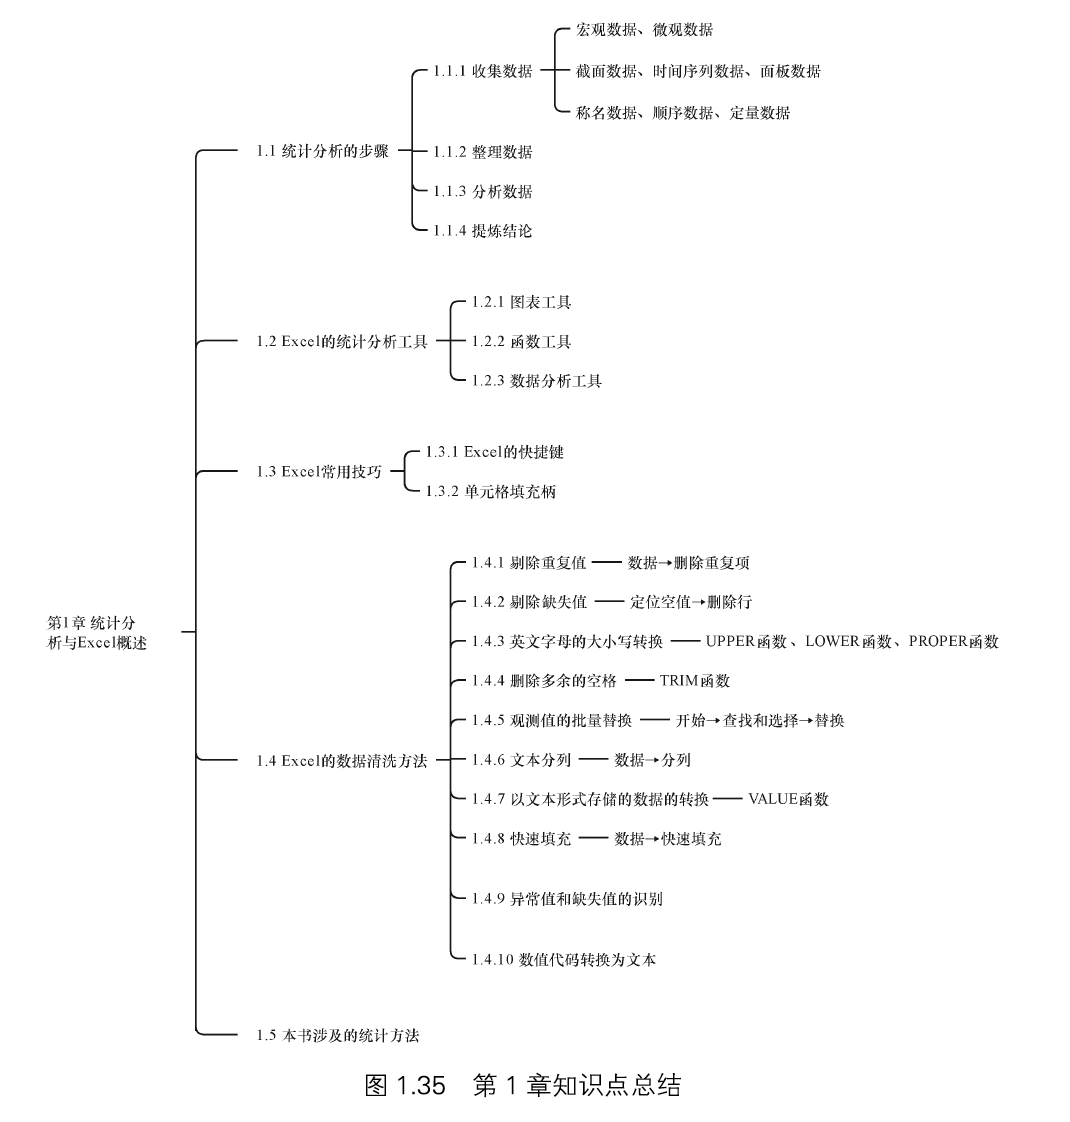 宏观数据、微观数据
1.1.1 收集数据
截面数据、时间序列数据、面板数据
称名数据、顺序数据、定量数据
1.1 统计分析的步骤
1.1.2 整理数据
1.1.3 分析数据
1.1.4 提炼结论
1.2.1 图表工具
1.2 Excel的统计分析工具
1.2.2 函数工具
1.2.3 数据分析工具
1.3.1 Excel的快捷键
1.3 Excel常用技巧
1.3.2 单元格填充柄
第1章 统计分
析与Excel概述
1.4.1 剔除重复值 数据→删除重复项
1.4.2 剔除缺失值 定位空值→删除行
1.4.3 英文字母的大小写转换 UPPER函数、LOWER函数、PROPER函数
1.4.4 删除多余的空格 TRIM函数
1.4.5 观测值的批量替换 开始→查找和选择→替换
1.4 Excel的数据清洗方法
1.4.6 文本分列 数据→分列
1.4.7 以文本形式存储的数据的转换 VALUE函数
1.4.8 快速填充 数据→快速填充
1.4.9 异常值和缺失值的识别
1.4.10 数值代码转换为文本
1.5 本书涉及的统计方法
图 1.35 第 1 章知识点总结